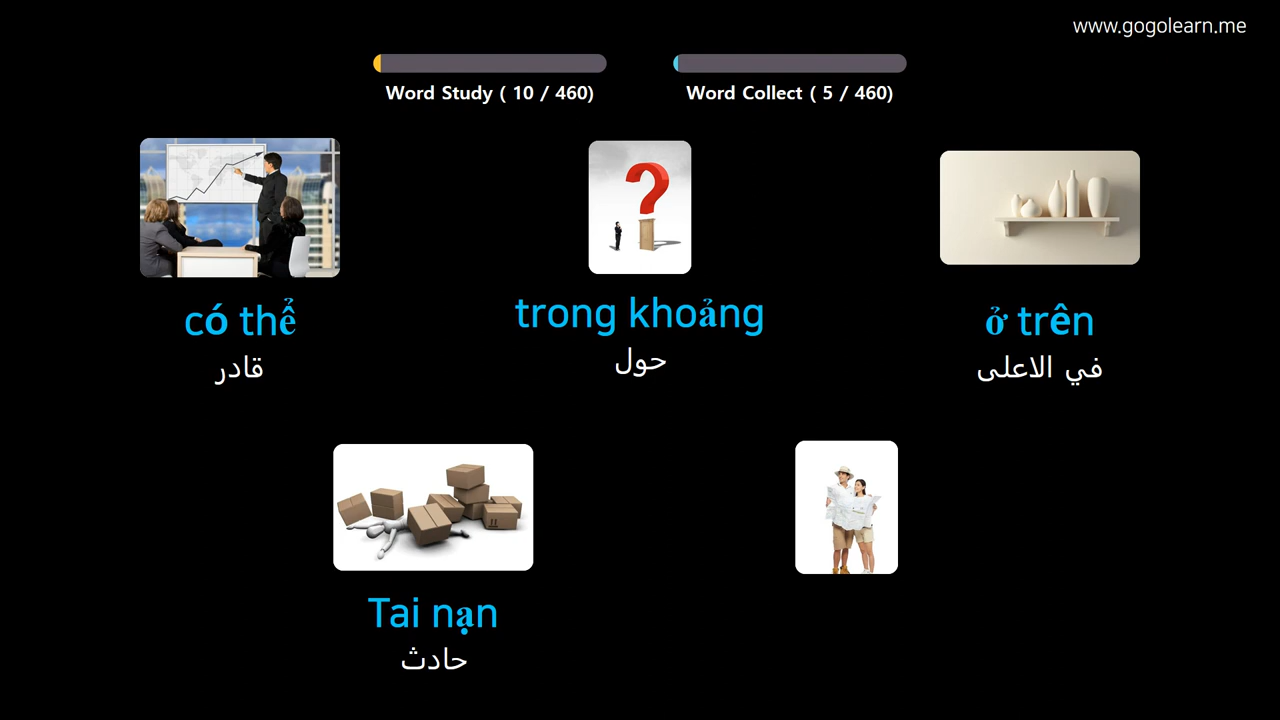 www.gogolearn.me
Word Study ( 10 / 460)
Word Collect ( 5 / 460)
có thể
قادر
trong khoảng
حول
ở trên
في الاعلى
Tai nạn
حادث